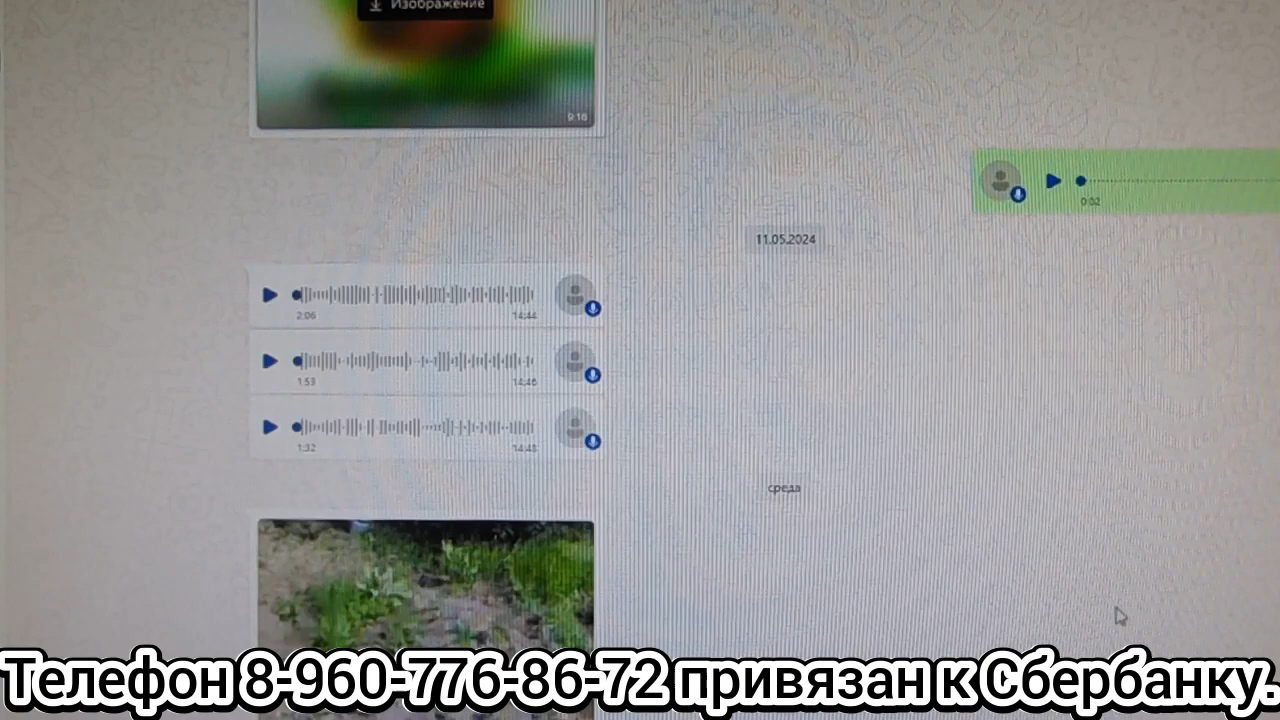 Изображение
9:16
0:02
11.05.2024
2:06 14:44
1:53 14:46
1:32 14:48
среда
Телефон 8-960-776-86-72 привязан к Сбербанку.